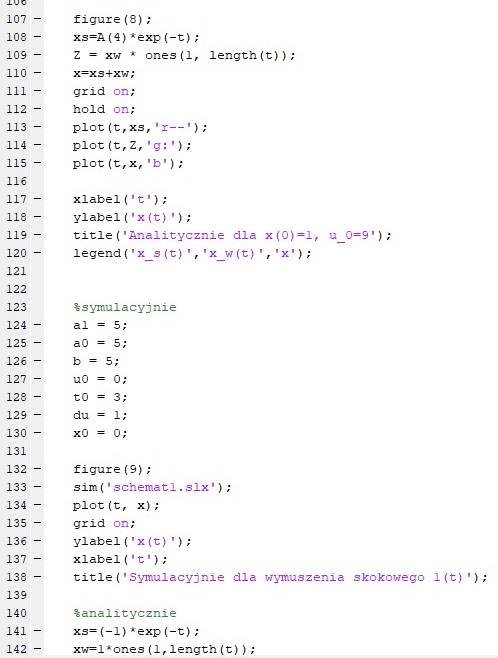 106
107 - figure(8);
108 - xs=A(4)*exp(-t);
109 - Z = xw * ones(1, length(t));
110 - x=xs+xw;
111 - grid on;
112 - hold on;
113 - plot(t,xs,'r--');
114 - plot(t,Z,'g:');
115 - plot(t,x,'b');
116
117 - xlabel('t');
118 - ylabel('x(t)');
119 - title('Analitycznie dla x(0)=1, u_0=9');
120 - legend('x_s(t)','x_w(t)','x');
121
122
123 %symulacyjnie
124 - a1 = 5;
125 - a0 = 5;
126 - b = 5;
127 - u0 = 0;
128 - t0 = 3;
129 - du = 1;
130 - x0 = 0;
131
132 - figure(9);
133 - sim('schemat1.slx');
134 - plot(t, x);
135 - grid on;
136 - ylabel('x(t)');
137 - xlabel('t');
138 - title('Symulacyjnie dla wymuszenia skokowego 1(t)');
139
140 %analitycznie
141 - xs=(-1)*exp(-t);
142 - xw=1*ones(1,length(t));